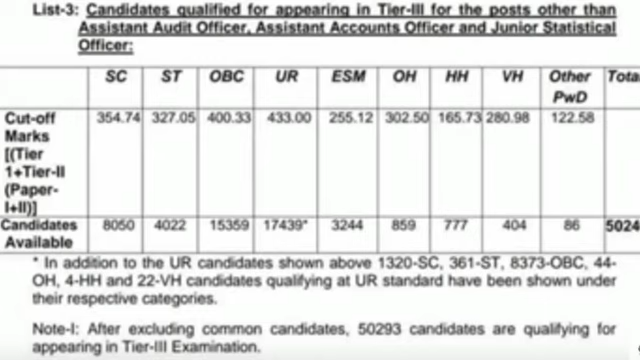 List-3: Candidates qualified for appearing in Tier-III for the posts other than
Assistant Audit Officer, Assistant Accounts Officer and Junior Statistical
Officer:
SC ST OBC UR ESM OH HH VH Other PwD Total
Cut-off Marks [(Tier 1+Tier-II (Paper-I+II)] 354.74 327.05 400.33 433.00 255.12 302.50 165.73 280.98 122.58
Candidates Available 8050 4022 15359 17439* 3244 859 777 404 86 5024
* In addition to the UR candidates shown above 1320-SC, 361-ST, 8373-OBC, 44-
OH, 4-HH and 22-VH candidates qualifying at UR standard have been shown under
their respective categories.
Note-I: After excluding common candidates, 50293 candidates are qualifying for
appearing in Tier-III Examination.